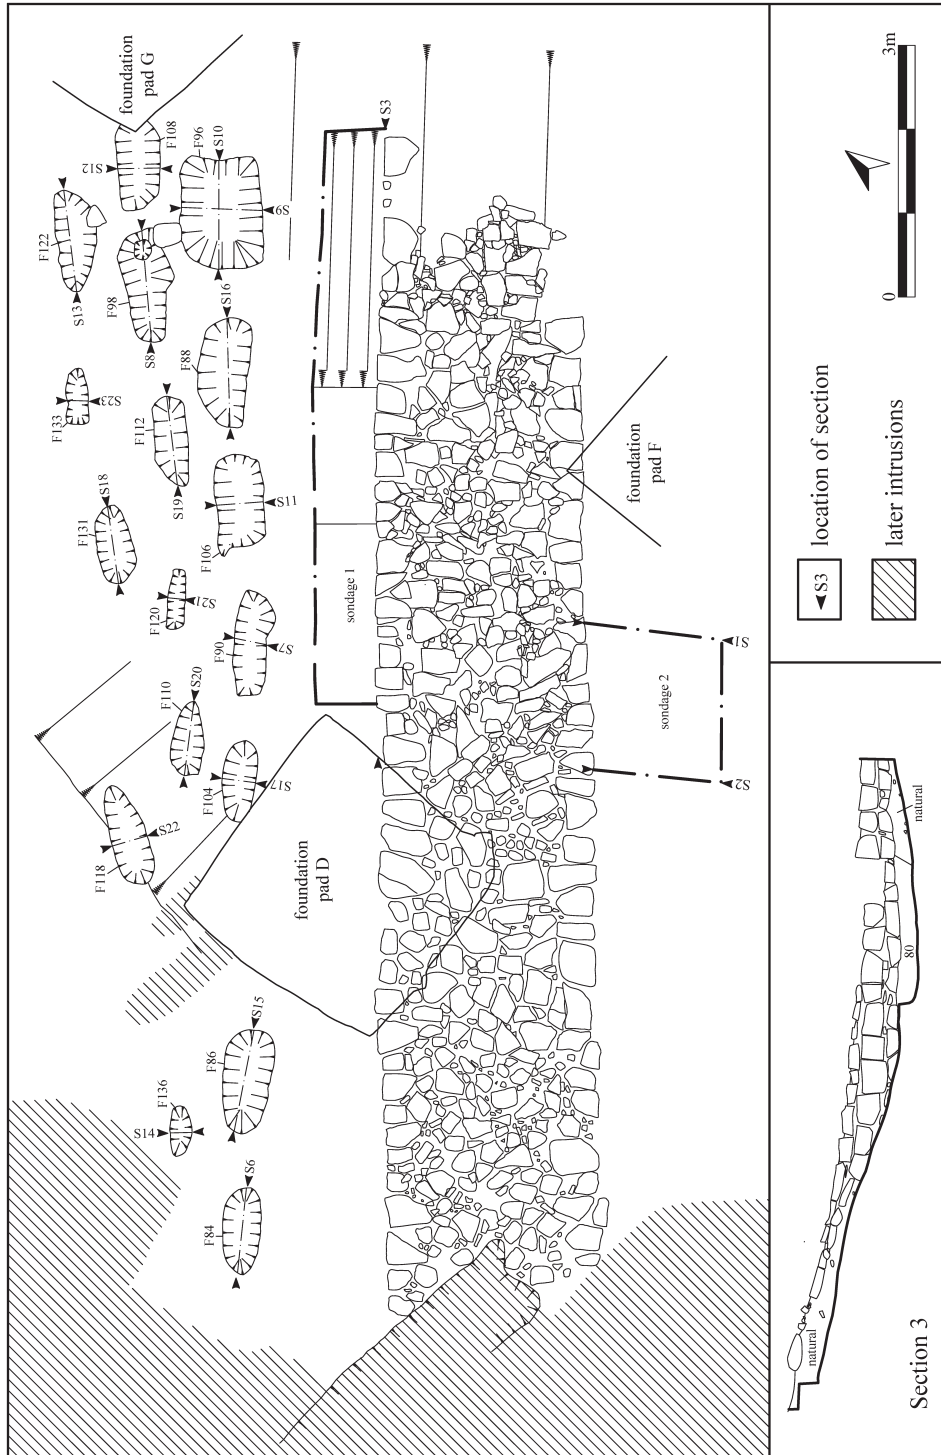 foundation
pad G
F108
S12
F96
S10
S9
F122
S13
F98
S8
S3
S16
F88
F133
S23
F112
S19
F131
S18
F106
S11
foundation
pad F
F120
S21
sondage 1
F90
S7
F110
S20
S1
sondage 2
S2
F104
S17
F118
S22
foundation
pad D
F86
S15
F136
S14
F84
S6
0
3m
S3
location of section
later intrusions
natural
80
natural
Section 3